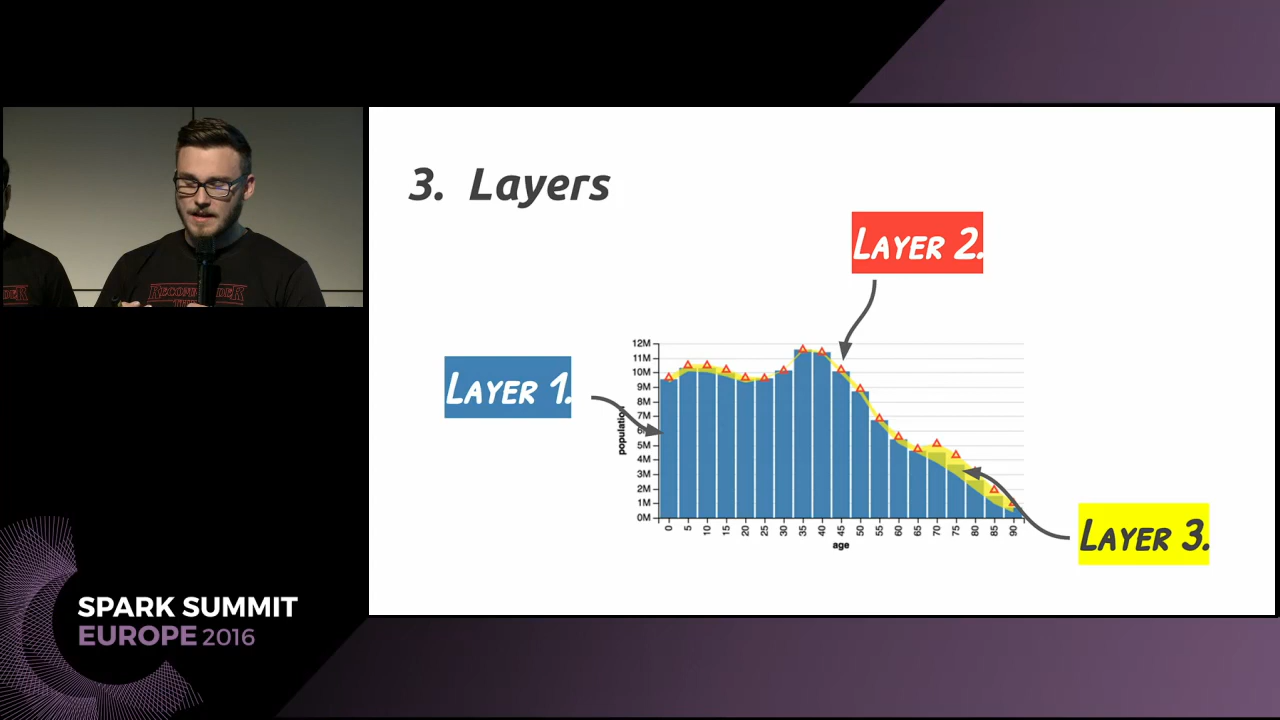 3. Layers
LAYER 2.
LAYER 1.
LAYER 3.
population
12M
11M
10M
9M
8M
7M
5M
4M
3M
2M
1M
0M
0 5 10 15 20 25 30 35 40 45 50 55 60 65 70 75 80 85 90
age
SPARK SUMMIT
EUROPE 2016